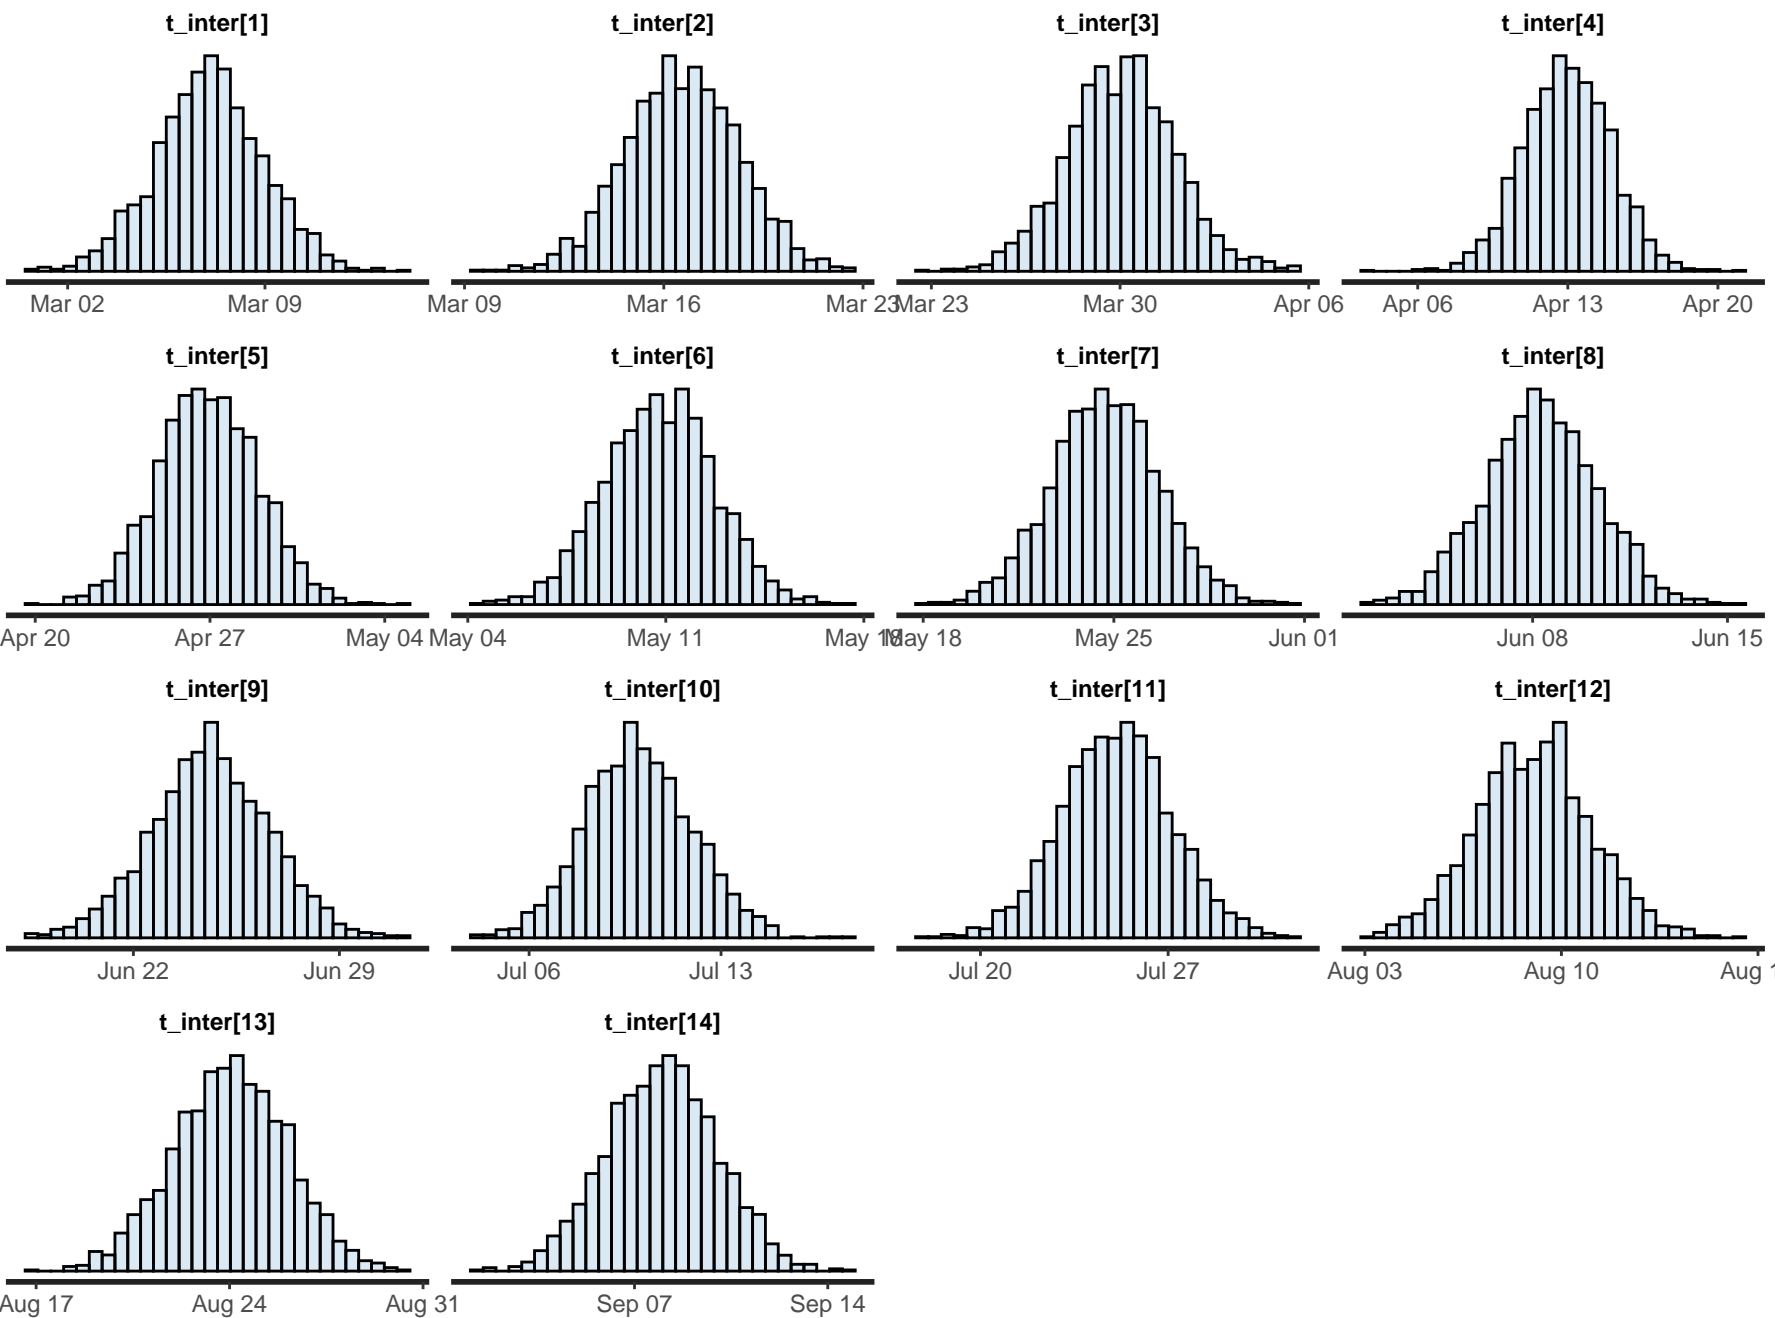 t_inter[1] t_inter[2] t_inter[3] t_inter[4]
Mar 02 Mar 09 Mar 09 Mar 16 Mar 23 Mar 23 Mar 30 Apr 06 Apr 06 Apr 13 Apr 20
t_inter[5] t_inter[6] t_inter[7] t_inter[8]
Apr 20 Apr 27 May 04 May 04 May 11 May 18 May 18 May 25 Jun 01 Jun 08 Jun 15
t_inter[9] t_inter[10] t_inter[11] t_inter[12]
Jun 22 Jun 29 Jul 06 Jul 13 Jul 20 Jul 27 Aug 03 Aug 10 Aug
t_inter[13] t_inter[14]
Aug 17 Aug 24 Aug 31 Sep 07 Sep 14